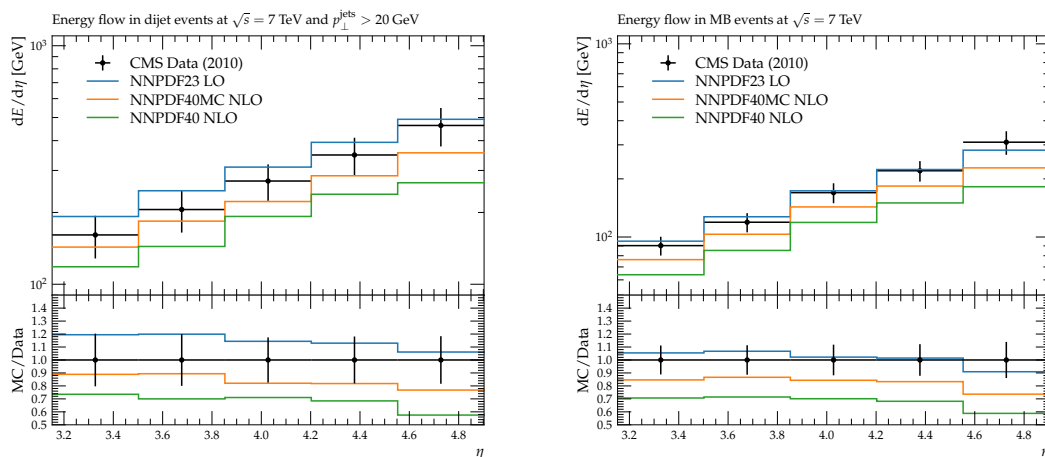 Energy flow in dijet events at √s = 7 TeV and p⊥^jets > 20 GeV
dE/dη [GeV]
10³
10²
CMS Data (2010)
NNPDF23 LO
NNPDF40MC NLO
NNPDF40 NLO
MC/Data
1.4
1.3
1.2
1.1
1.0
0.9
0.8
0.7
0.6
0.5
3.2 3.4 3.6 3.8 4.0 4.2 4.4 4.6 4.8
η
Energy flow in MB events at √s = 7 TeV
dE/dη [GeV]
10³
10²
CMS Data (2010)
NNPDF23 LO
NNPDF40MC NLO
NNPDF40 NLO
MC/Data
1.4
1.3
1.2
1.1
1.0
0.9
0.8
0.7
0.6
0.5
3.2 3.4 3.6 3.8 4.0 4.2 4.4 4.6 4.8
η